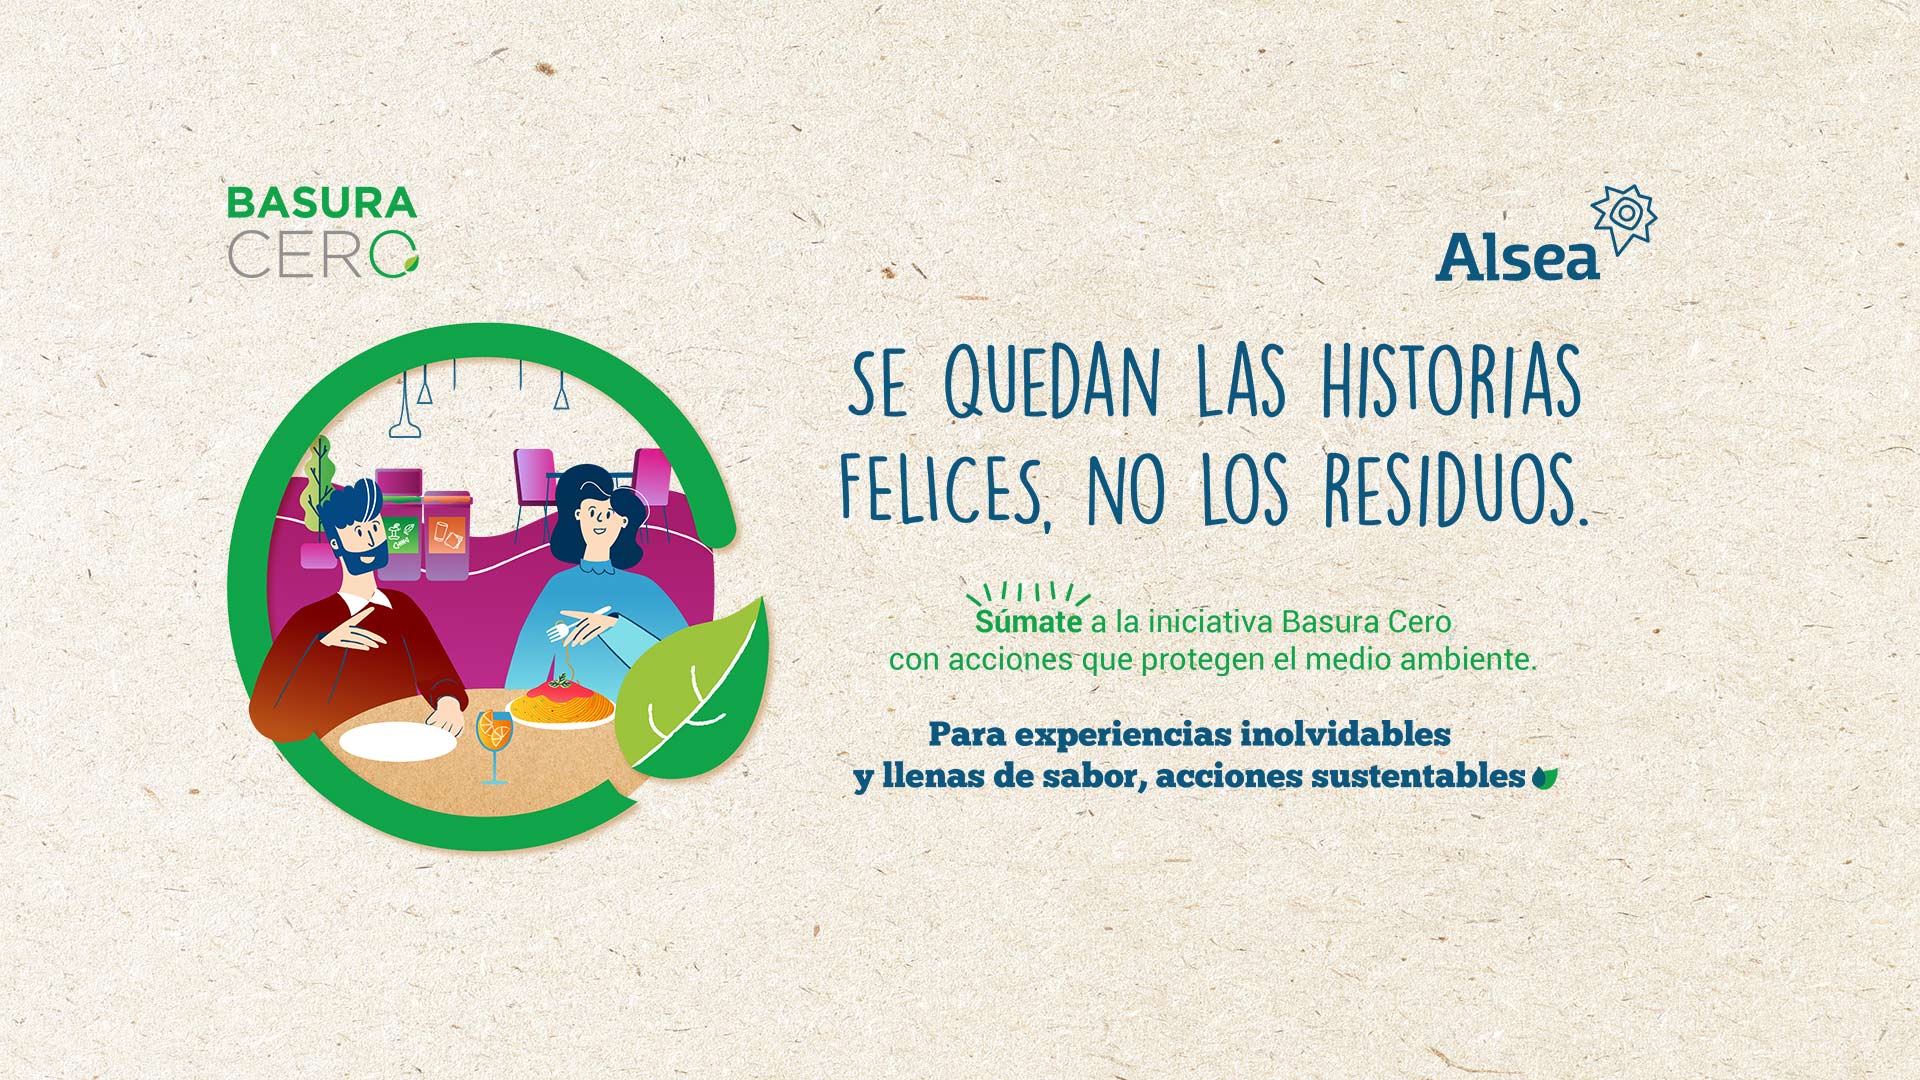 BASURA
CERO
Alsea
SE QUEDAN LAS HISTORIAS
FELICES, NO LOS RESIDUOS.
Súmate a la iniciativa Basura Cero
con acciones que protegen el medio ambiente.
Para experiencias inolvidables
y llenas de sabor, acciones sustentables